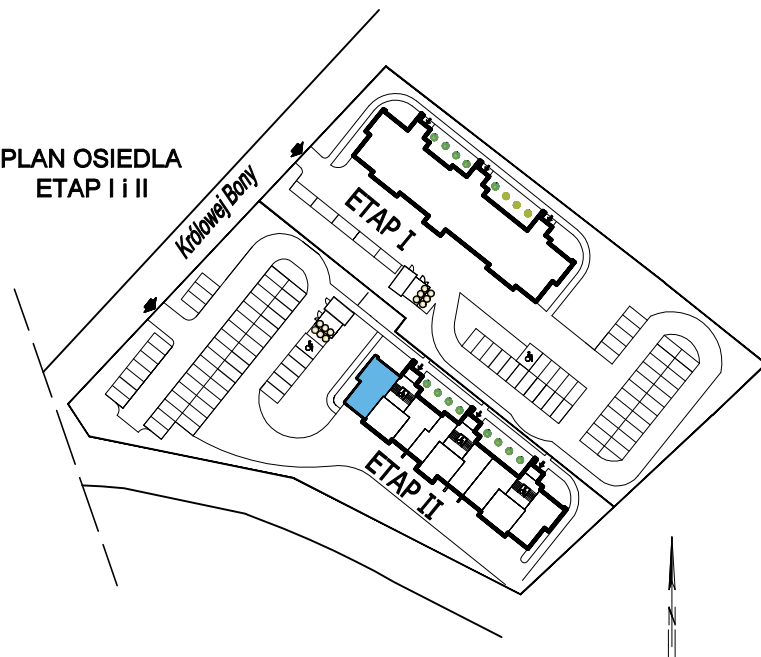 PLAN OSIEDLA
ETAP I i II
Królowej Bony
ETAP I
ETAP II
N